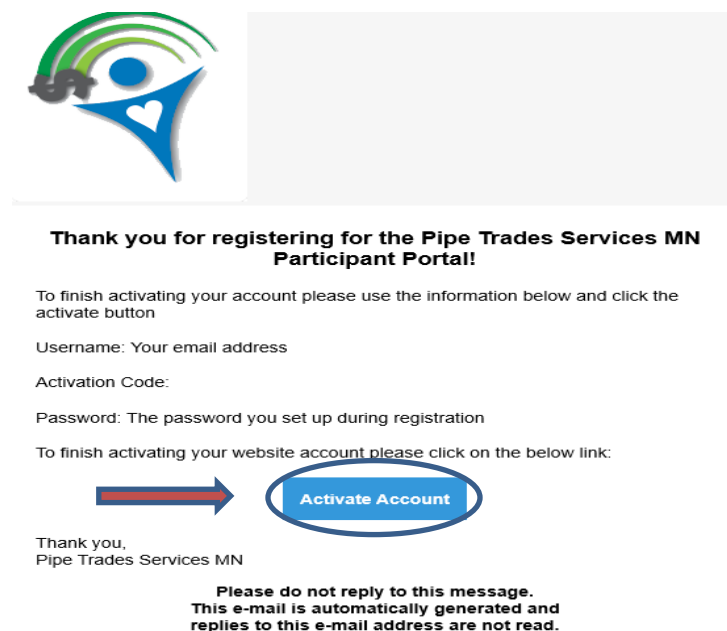 $
Thank you for registering for the Pipe Trades Services MN
Participant Portal!
To finish activating your account please use the information below and click the
activate button
Username: Your email address
Activation Code:
Password: The password you set up during registration
To finish activating your website account please click on the below link:
Activate Account
Thank you,
Pipe Trades Services MN
Please do not reply to this message.
This e-mail is automatically generated and
replies to this e-mail address are not read.